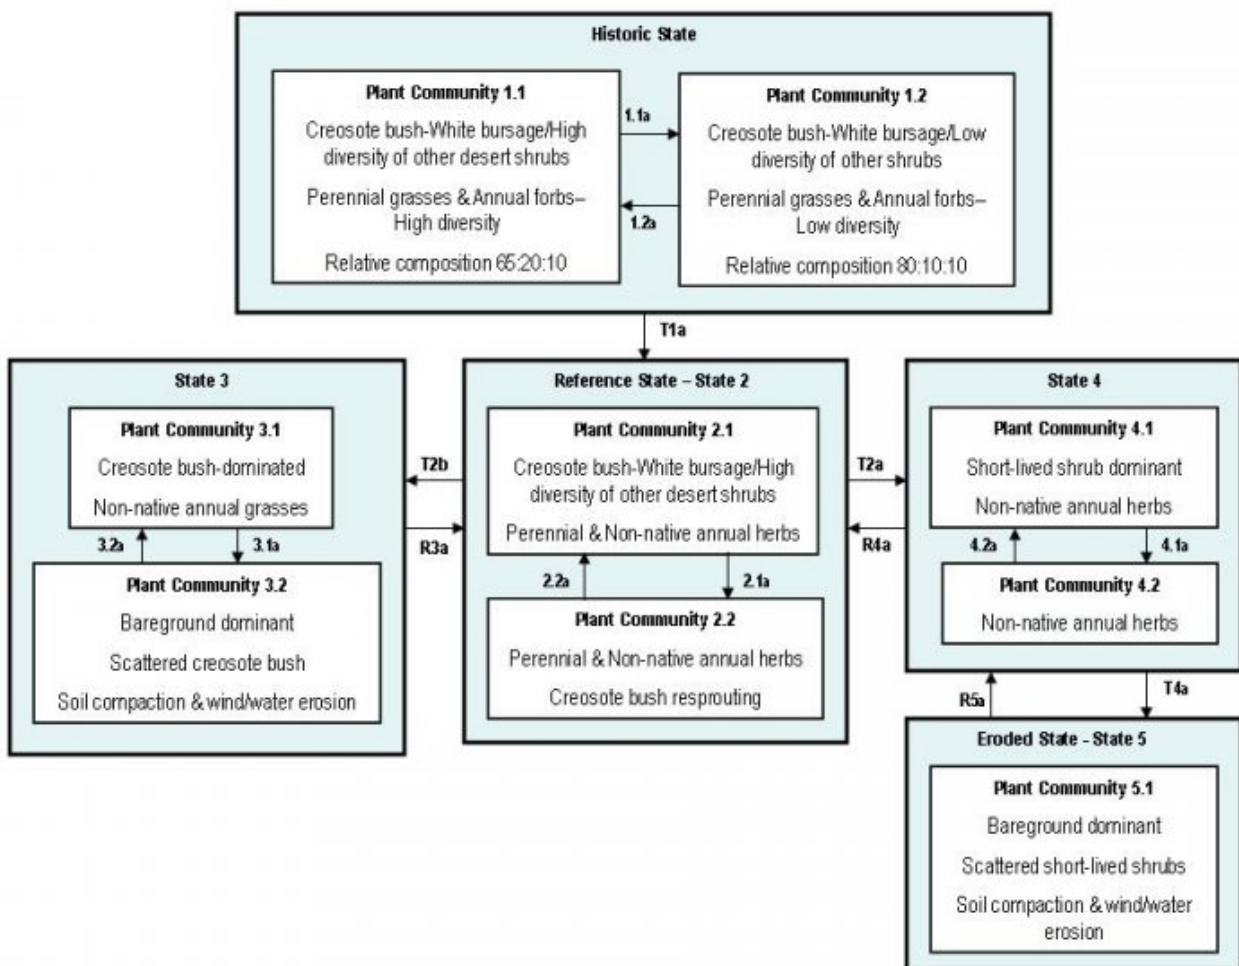 Historic State
Plant Community 1.1
Creosote bush-White bursage/High
diversity of other desert shrubs
Perennial grasses & Annual forbs–
High diversity
Relative composition 65:20:10
1.1a
1.2a
Plant Community 1.2
Creosote bush-White bursage/Low
diversity of other shrubs
Perennial grasses & Annual forbs–
Low diversity
Relative composition 80:10:10
T1a
State 3
Plant Community 3.1
Creosote bush-dominated
Non-native annual grasses
3.2a
3.1a
Plant Community 3.2
Bareground dominant
Scattered creosote bush
Soil compaction & wind/water erosion
T2b
R3a
Reference State – State 2
Plant Community 2.1
Creosote bush-White bursage/High
diversity of other desert shrubs
Perennial & Non-native annual herbs
2.2a
2.1a
Plant Community 2.2
Perennial & Non-native annual herbs
Creosote bush resprouting
T2a
R4a
State 4
Plant Community 4.1
Short-lived shrub dominant
Non-native annual herbs
4.2a
4.1a
Plant Community 4.2
Non-native annual herbs
R5a
T4a
Eroded State - State 5
Plant Community 5.1
Bareground dominant
Scattered short-lived shrubs
Soil compaction & wind/water
erosion